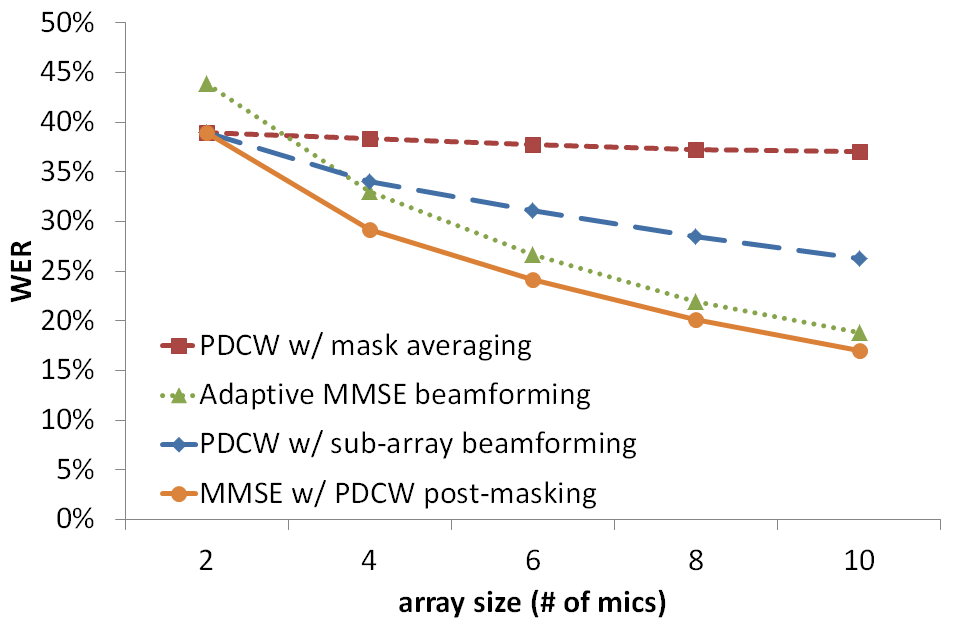 50%
45%
40%
35%
30%
25%
20%
15%
10%
5%
0%
WER
PDCW w/ mask averaging
Adaptive MMSE beamforming
PDCW w/ sub-array beamforming
MMSE w/ PDCW post-masking
2 4 6 8 10
array size (# of mics)